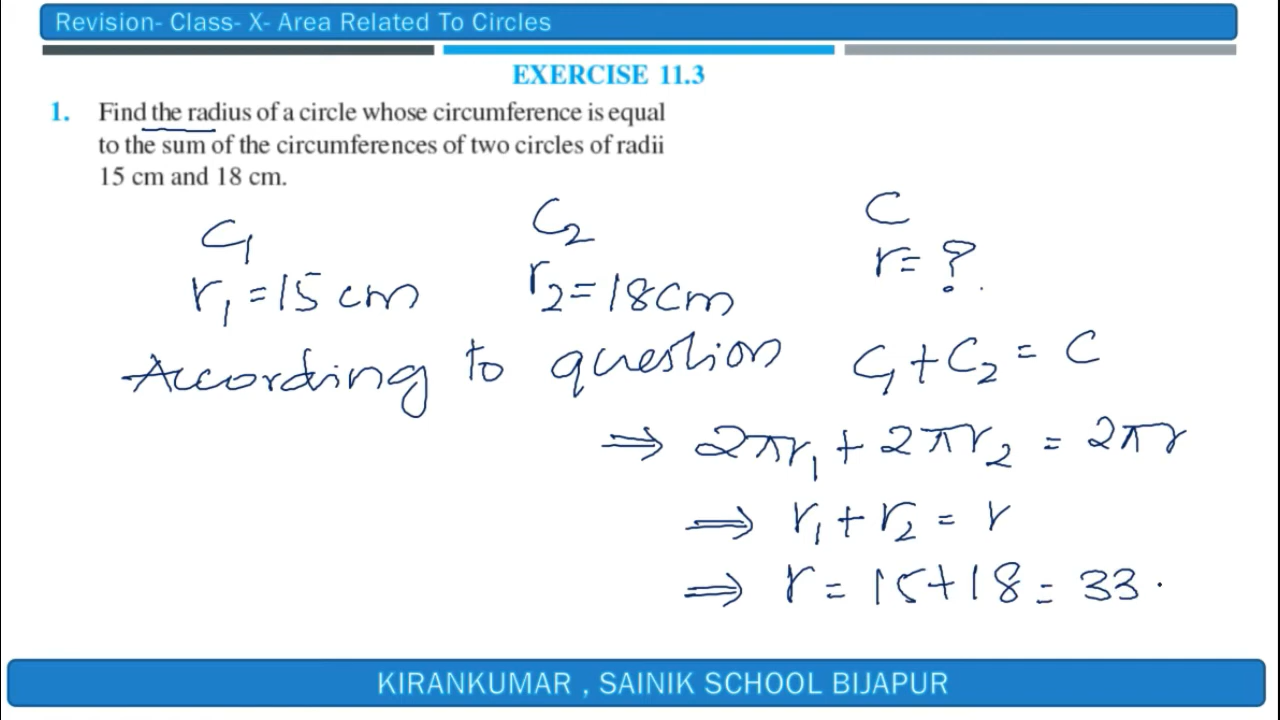 Revision- Class- X- Area Related To Circles
EXERCISE 11.3
1. Find the radius of a circle whose circumference is equal
to the sum of the circumferences of two circles of radii
15 cm and 18 cm.
C₁ C₂ C
r₁ = 15 cm r₂ = 18 cm r = ?
According to question C₁ + C₂ = C
⇒ 2πr₁ + 2πr₂ = 2πr
⇒ r₁ + r₂ = r
⇒ r = 15 + 18 = 33 .
KIRANKUMAR , SAINIK SCHOOL BIJAPUR